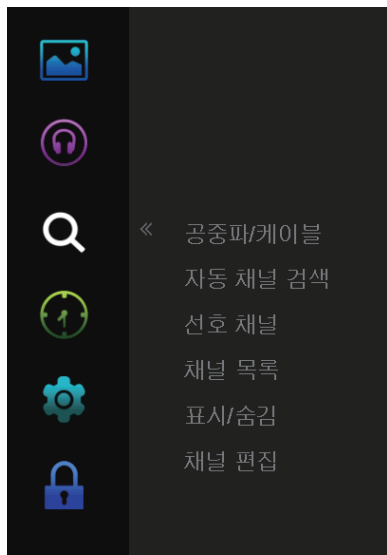 공중파/케이블
자동 채널 검색
선호 채널
채널 목록
표시/숨김
채널 편집